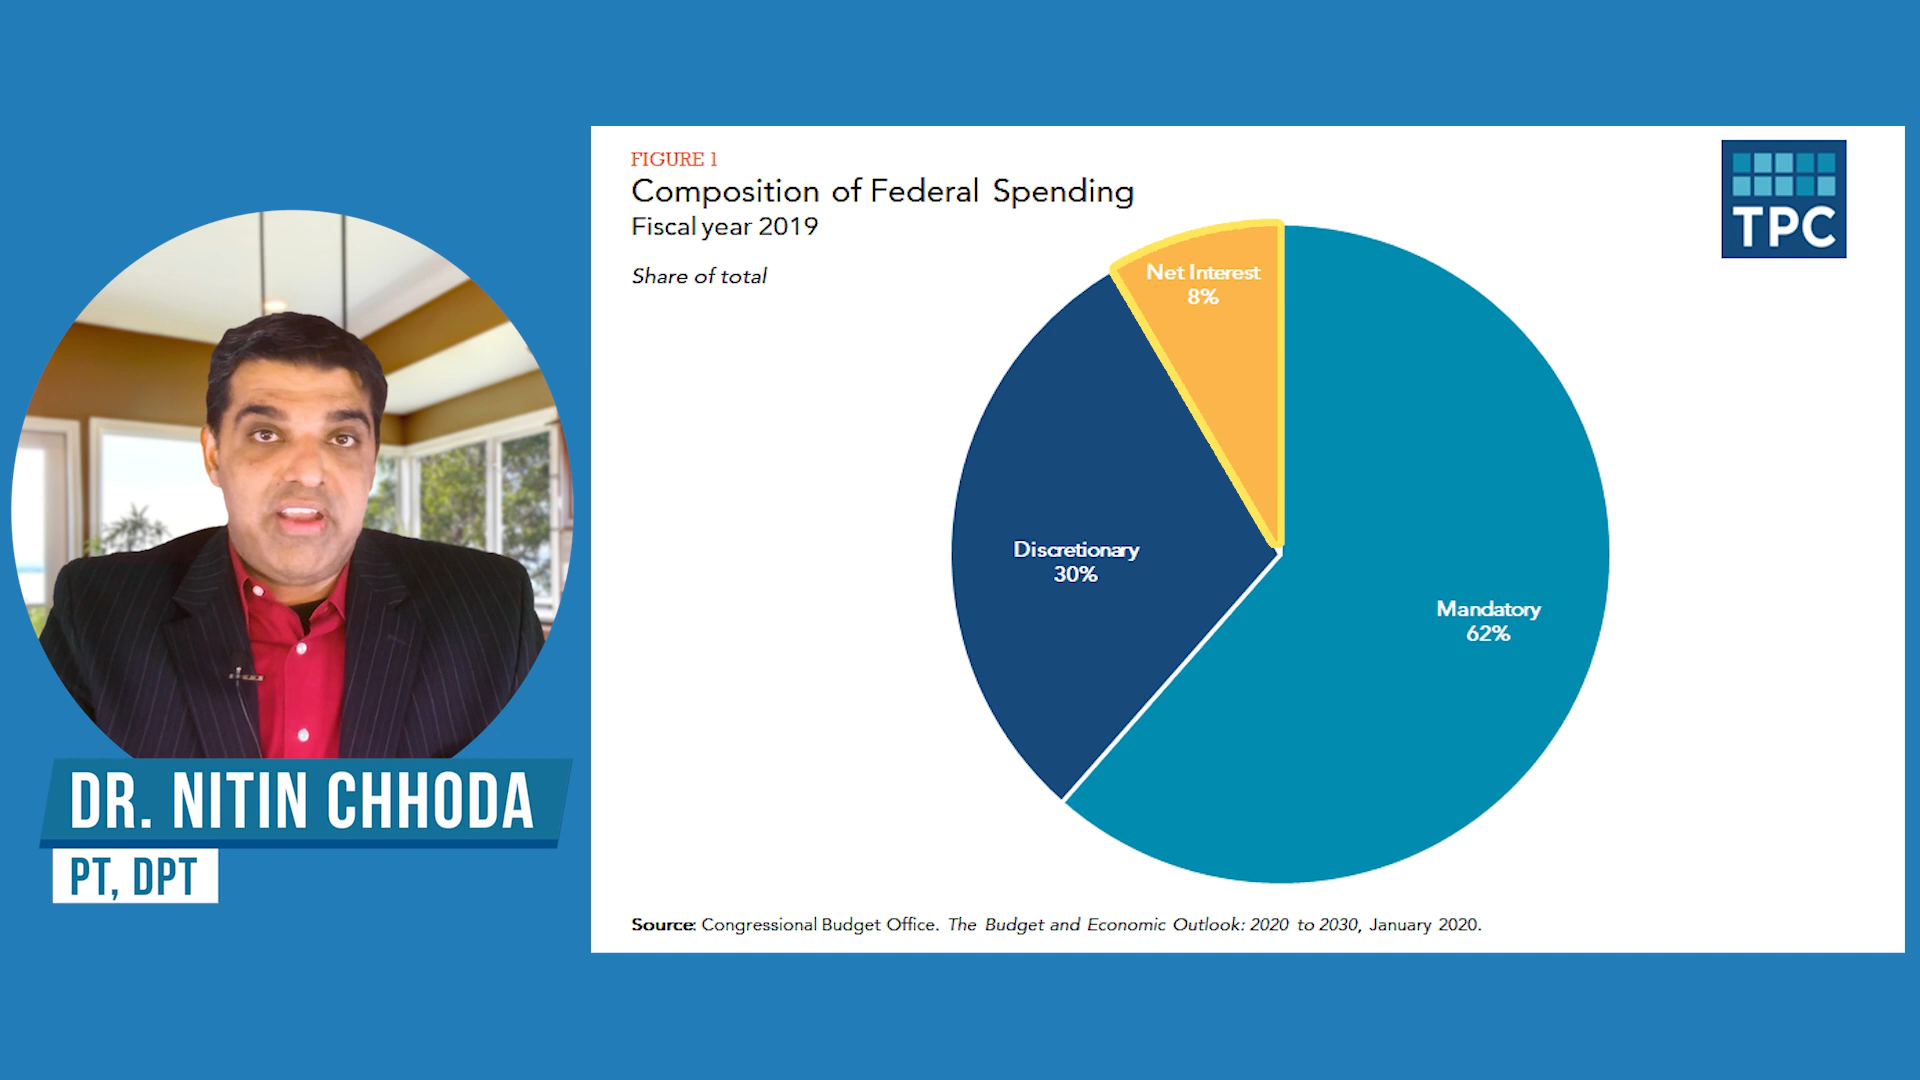 FIGURE 1
Composition of Federal Spending
Fiscal year 2019
Share of total
TPC
Net Interest
8%
Discretionary
30%
Mandatory
62%
DR. NITIN CHHODA
PT, DPT
Source: Congressional Budget Office. The Budget and Economic Outlook: 2020 to 2030, January 2020.